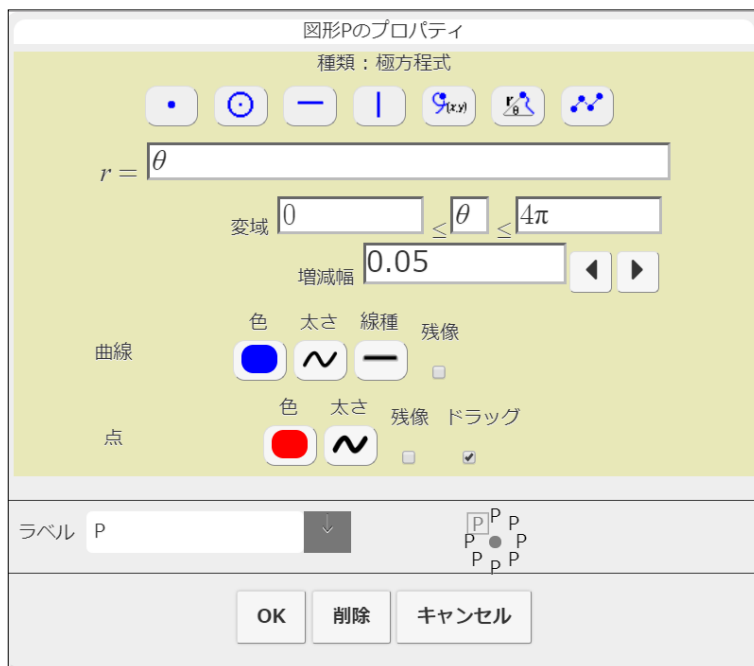 図形Pのプロパティ
種類：極方程式
(x,y) r θ
r = θ
変域 0 ≤ θ ≤ 4π
増減幅 0.05
色 太さ 線種 残像
曲線
色 太さ 残像 ドラッグ
点
ラベル P ↓ P P P P P P P P
OK 削除 キャンセル